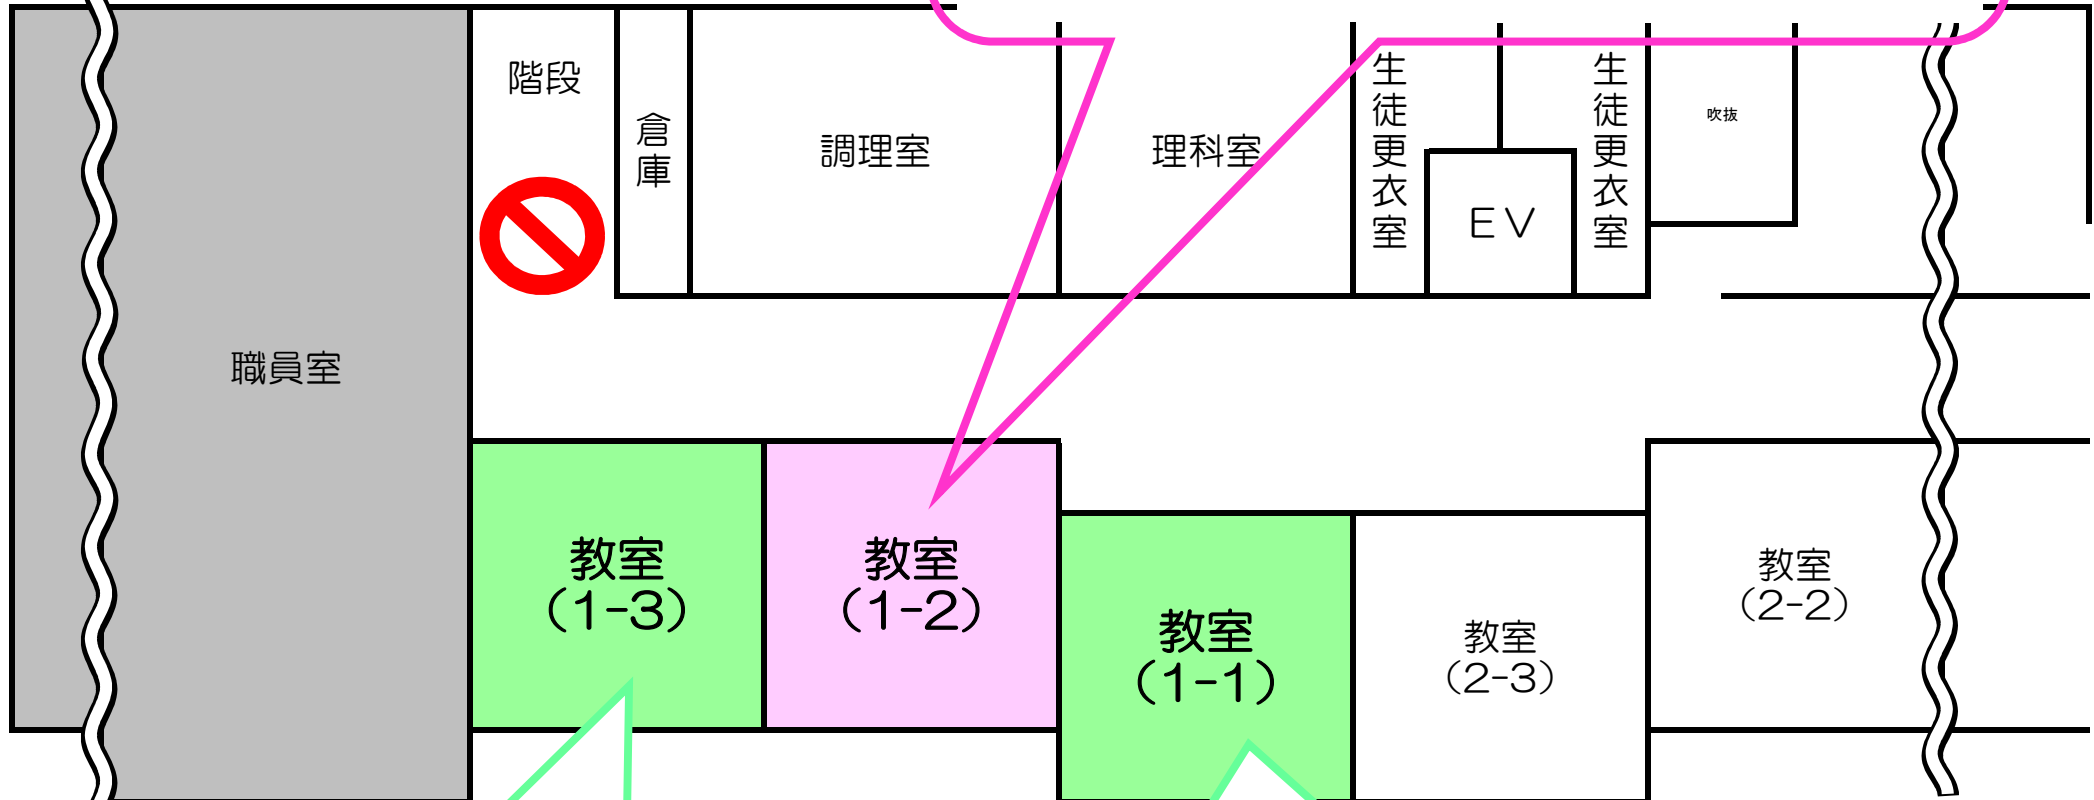 階段
倉庫
調理室
理科室
生徒更衣室
生徒更衣室
吹抜
ＥＶ
職員室
教室
（1-3）
教室
（1-2）
教室
（1-1）
教室
（2-3）
教室
（2-2）